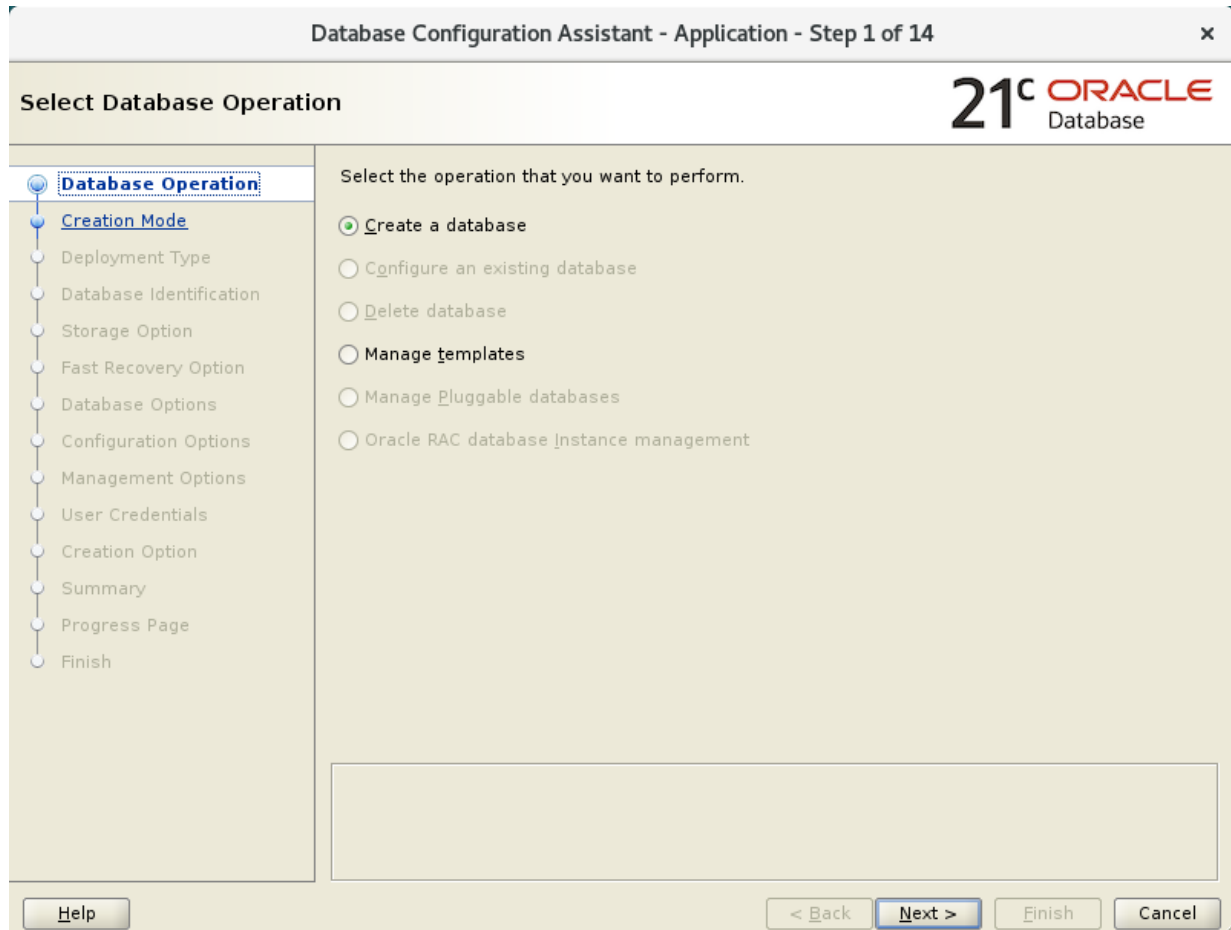 Database Configuration Assistant - Application - Step 1 of 14
Select Database Operation
21c ORACLE
Database
Database Operation
Creation Mode
Deployment Type
Database Identification
Storage Option
Fast Recovery Option
Database Options
Configuration Options
Management Options
User Credentials
Creation Option
Summary
Progress Page
Finish
Select the operation that you want to perform.
Create a database
Configure an existing database
Delete database
Manage templates
Manage Pluggable databases
Oracle RAC database Instance management
Help
< Back
Next >
Finish
Cancel